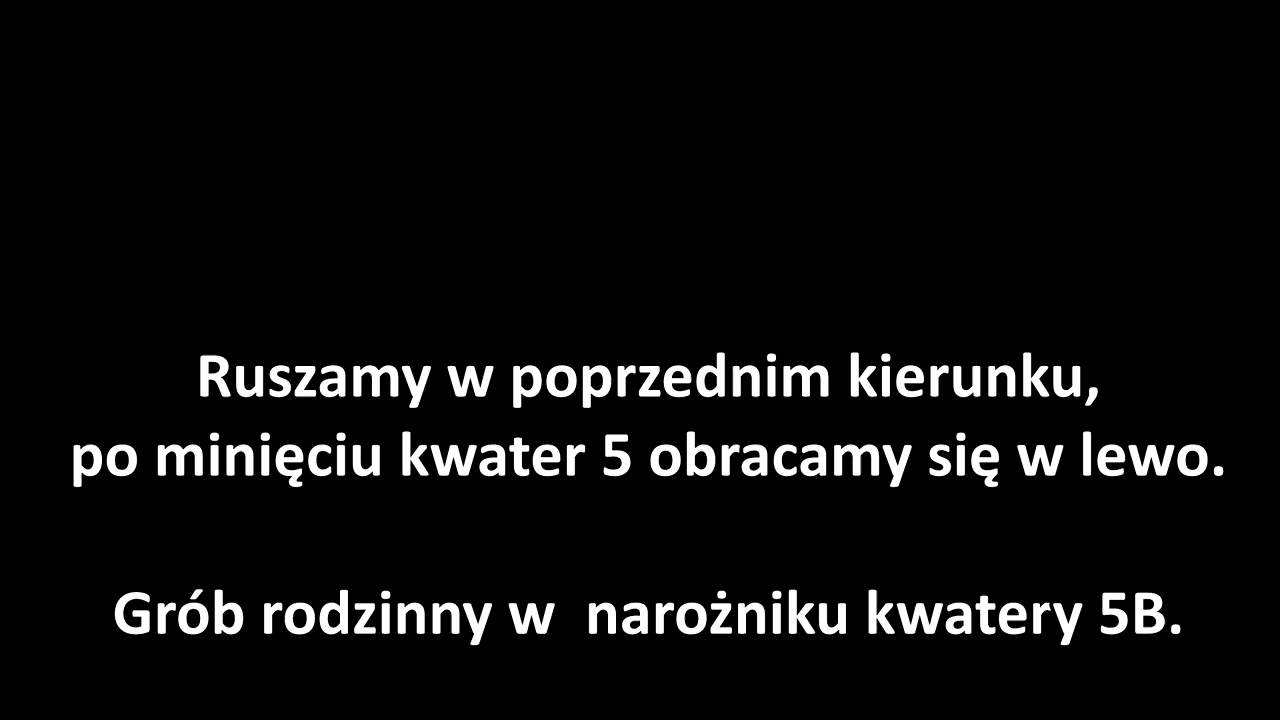 Ruszamy w poprzednim kierunku,
po minięciu kwater 5 obracamy się w lewo.
Grób rodzinny w  narożniku kwatery 5B.